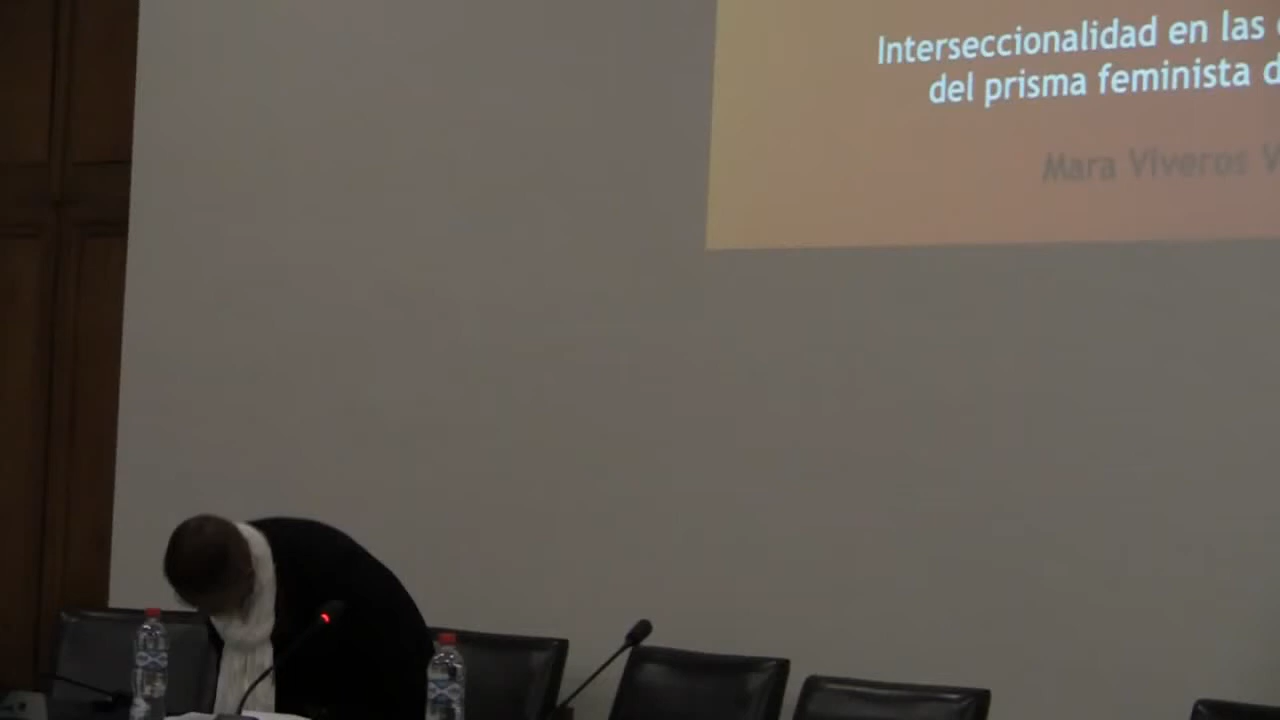 Interseccionalidad en las
del prisma feminista d
Mara Viveros V